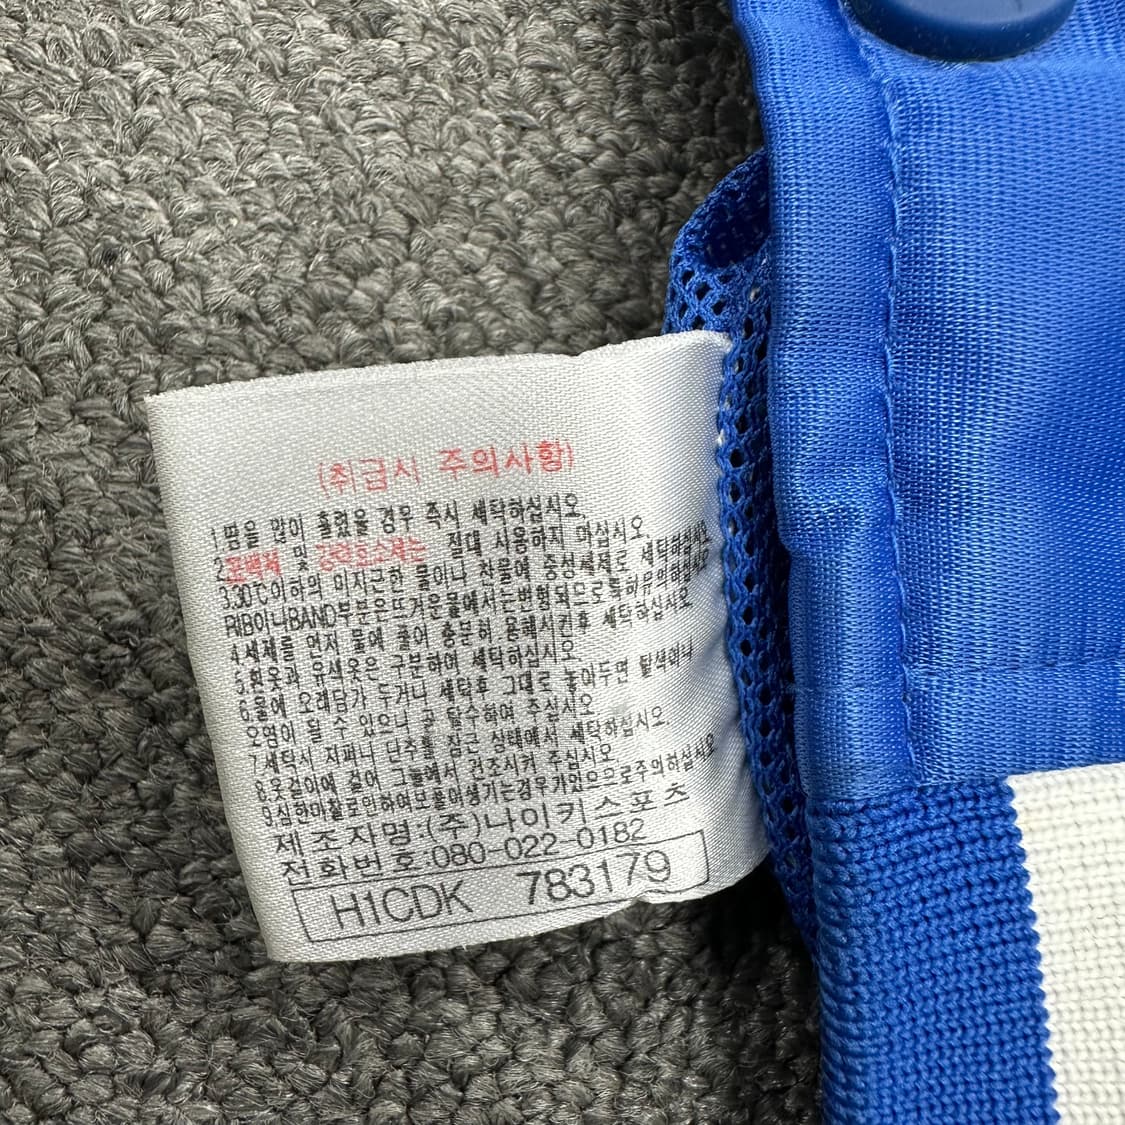 (취급시 주의사항)
1.땀을 많이 흘렸을 경우 즉시 세탁하십시오.
2.표백제 및 강력효소제는 절대 사용하지 마십시오.
3.30℃이하의 미지근한 물이나 찬물에 중성세제로 세탁하십시오.
RIB이나BAND부분은뜨거운물에서는변형되므로특히유의하십시오
4.세제를 먼저 물에 풀어 충분히 용해시킨후 세탁하십시오
5.흰옷과 유색옷은 구분하여 세탁하십시오
6.물에 오래담가 두거나 세탁후 그대로 놓아두면 탈색이나
오염이 될 수 있으니 곧 탈수하여 주십시오
7.세탁시 지퍼나 단추를 잠근 상태에서 세탁하십시오
8.옷걸이에 걸어 그늘에서 건조시켜 주십시오
9.심한마찰로인하여보풀이생기는경우가있으므로주의하십시오
제조자명:(주)나이키스포츠
전화번호:080-022-0182
H1CDK 783179